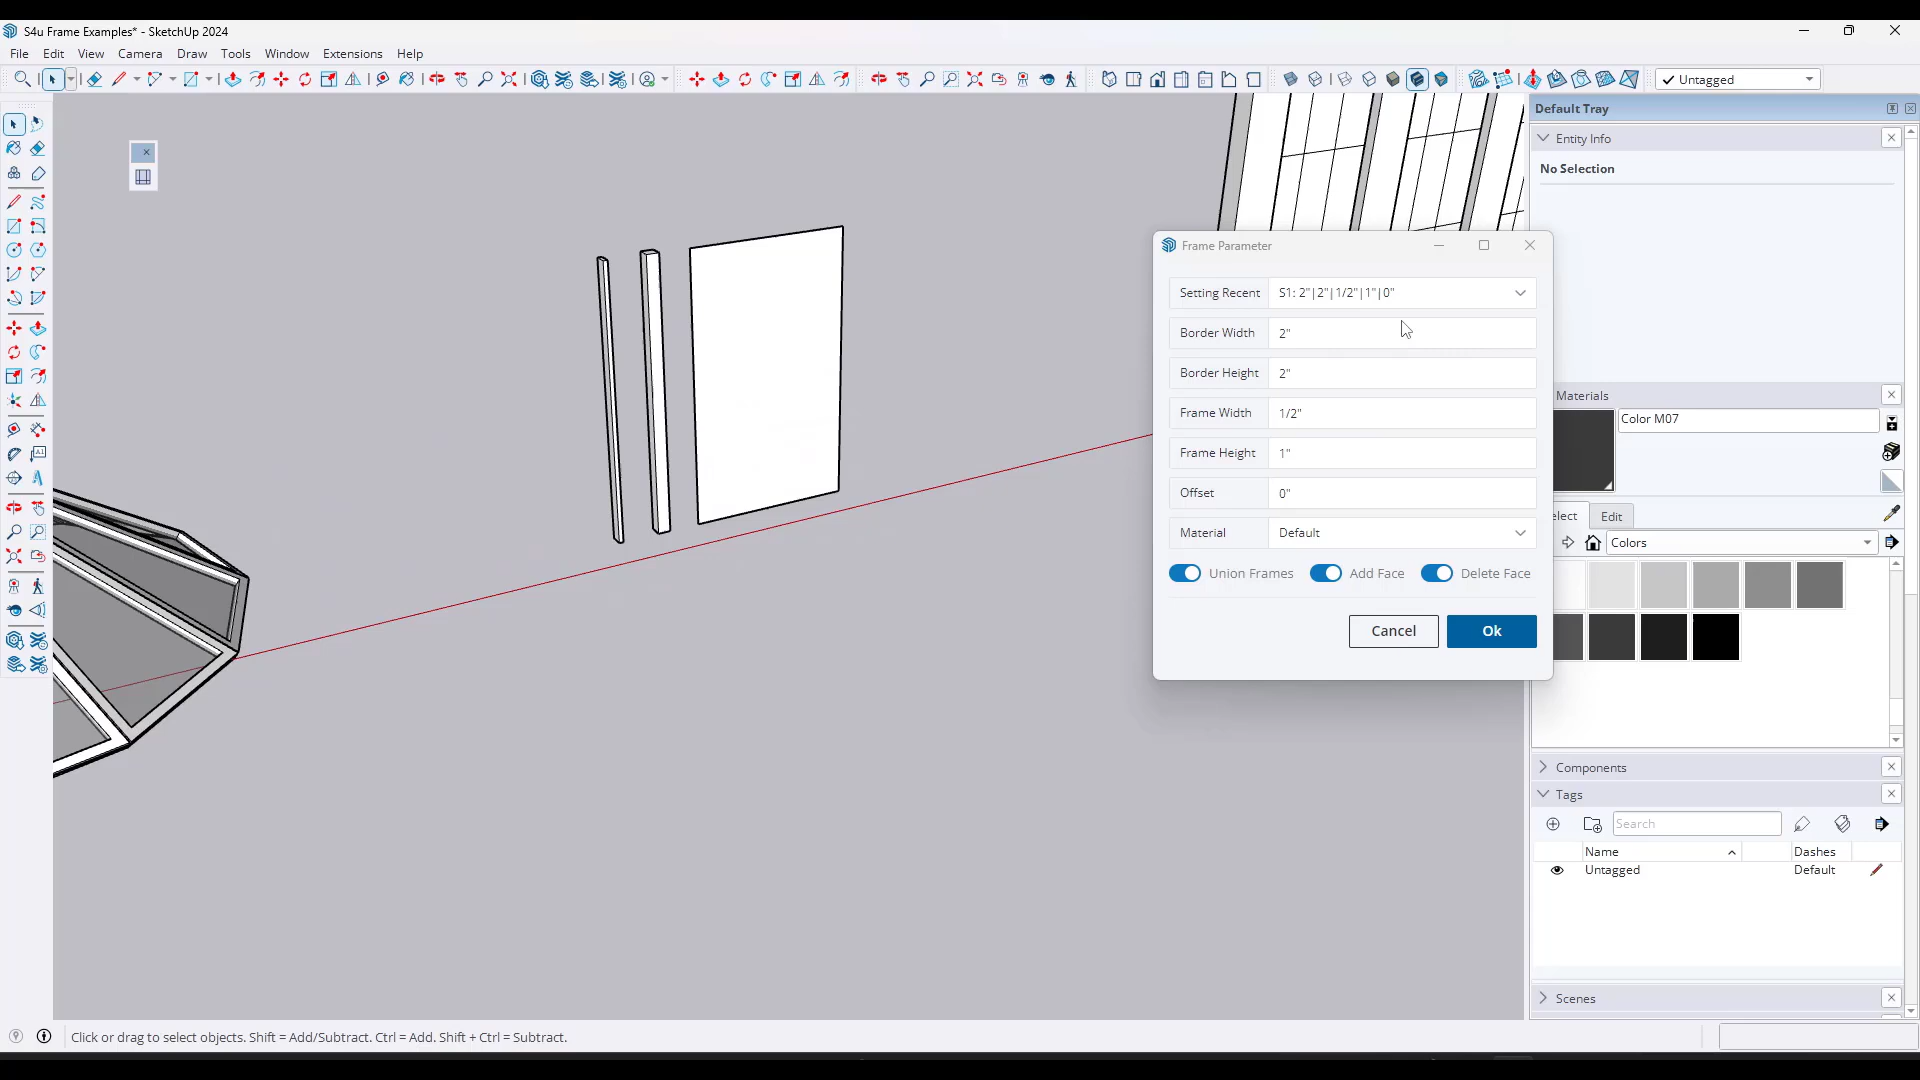 S4u Frame Examples* - SketchUp 2024
File Edit View Camera Draw Tools Window Extensions Help
Untagged
Default Tray
Entity Info
No Selection
Frame Parameter
Setting Recent S1: 2"|2"|1/2"|1"|0"
Border Width 2"
Border Height 2"
Frame Width 1/2"
Frame Height 1"
Offset 0"
Material Default
Union Frames Add Face Delete Face
Cancel Ok
Materials
Color M07
elect Edit
Colors
Components
Tags
Search
Name Dashes
Untagged Default
Scenes
Click or drag to select objects. Shift = Add/Subtract. Ctrl = Add. Shift + Ctrl = Subtract.